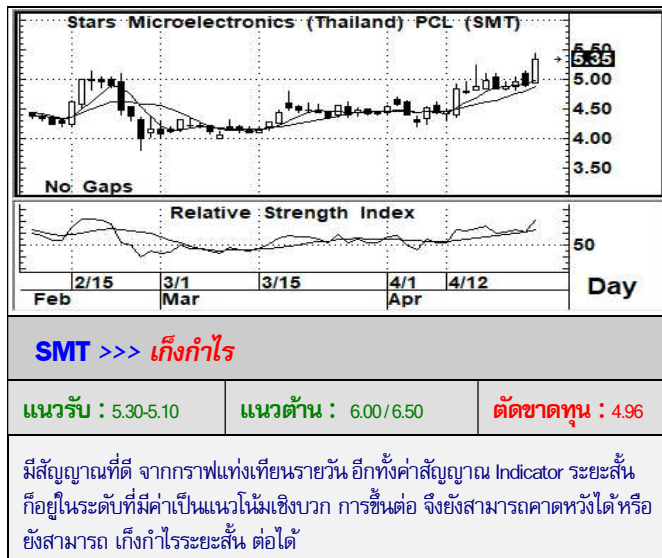 Stars Microelectronics (Thailand) PCL (SMT)
5.50
5.35
5.00
4.50
4.00
3.50
No Gaps
Relative Strength Index
50
2/15 3/1 3/15 4/1 4/12
Feb Mar Apr
Day
SMT >>> เก็งกำไร
แนวรับ : 5.30-5.10 แนวต้าน : 6.00/6.50 ตัดขาดทุน : 4.96
มีสัญญาณที่ดี จากกราฟแท่งเทียนรายวัน อีกทั้งค่าสัญญาณ Indicator ระยะสั้น
ก็อยู่ในระดับที่มีค่าเป็นแนวโน้มเชิงบวก การขึ้นต่อ จึงยังสามารถคาดหวังได้หรือ
ยังสามารถ เก็งกำไรระยะสั้น ต่อได้